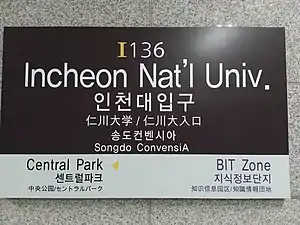 I136
Incheon Nat'l Univ.
인천대입구
仁川大学 / 仁川大入口
송도컨벤시아
Songdo ConvensiA
Central Park
센트럴파크
中央公园/セントラルパーク
BIT Zone
지식정보단지
知识信息园区/知識情報団地